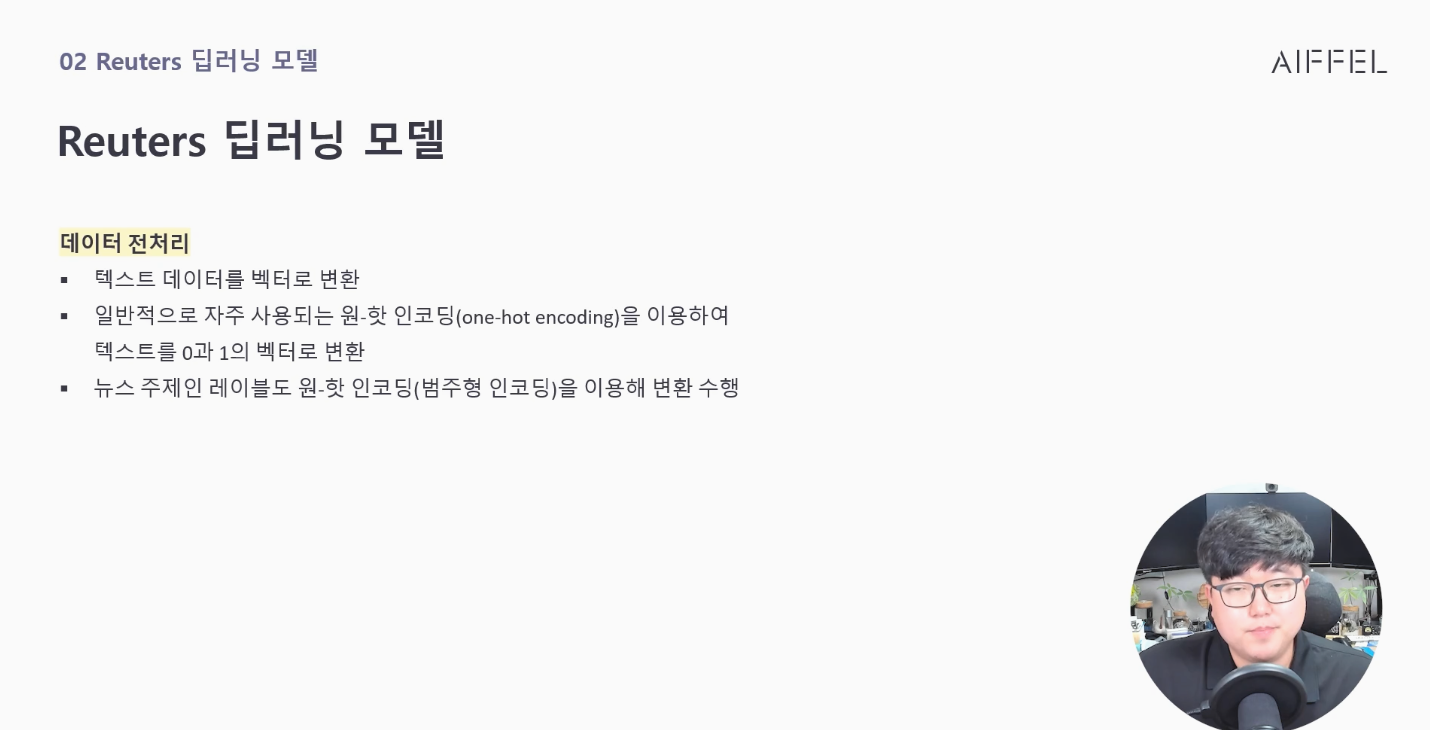 02 Reuters 딥러닝 모델
AIFFEL
Reuters 딥러닝 모델
데이터 전처리
▪ 텍스트 데이터를 벡터로 변환
▪ 일반적으로 자주 사용되는 원-핫 인코딩(one-hot encoding)을 이용하여
텍스트를 0과 1의 벡터로 변환
▪ 뉴스 주제인 레이블도 원-핫 인코딩(범주형 인코딩)을 이용해 변환 수행